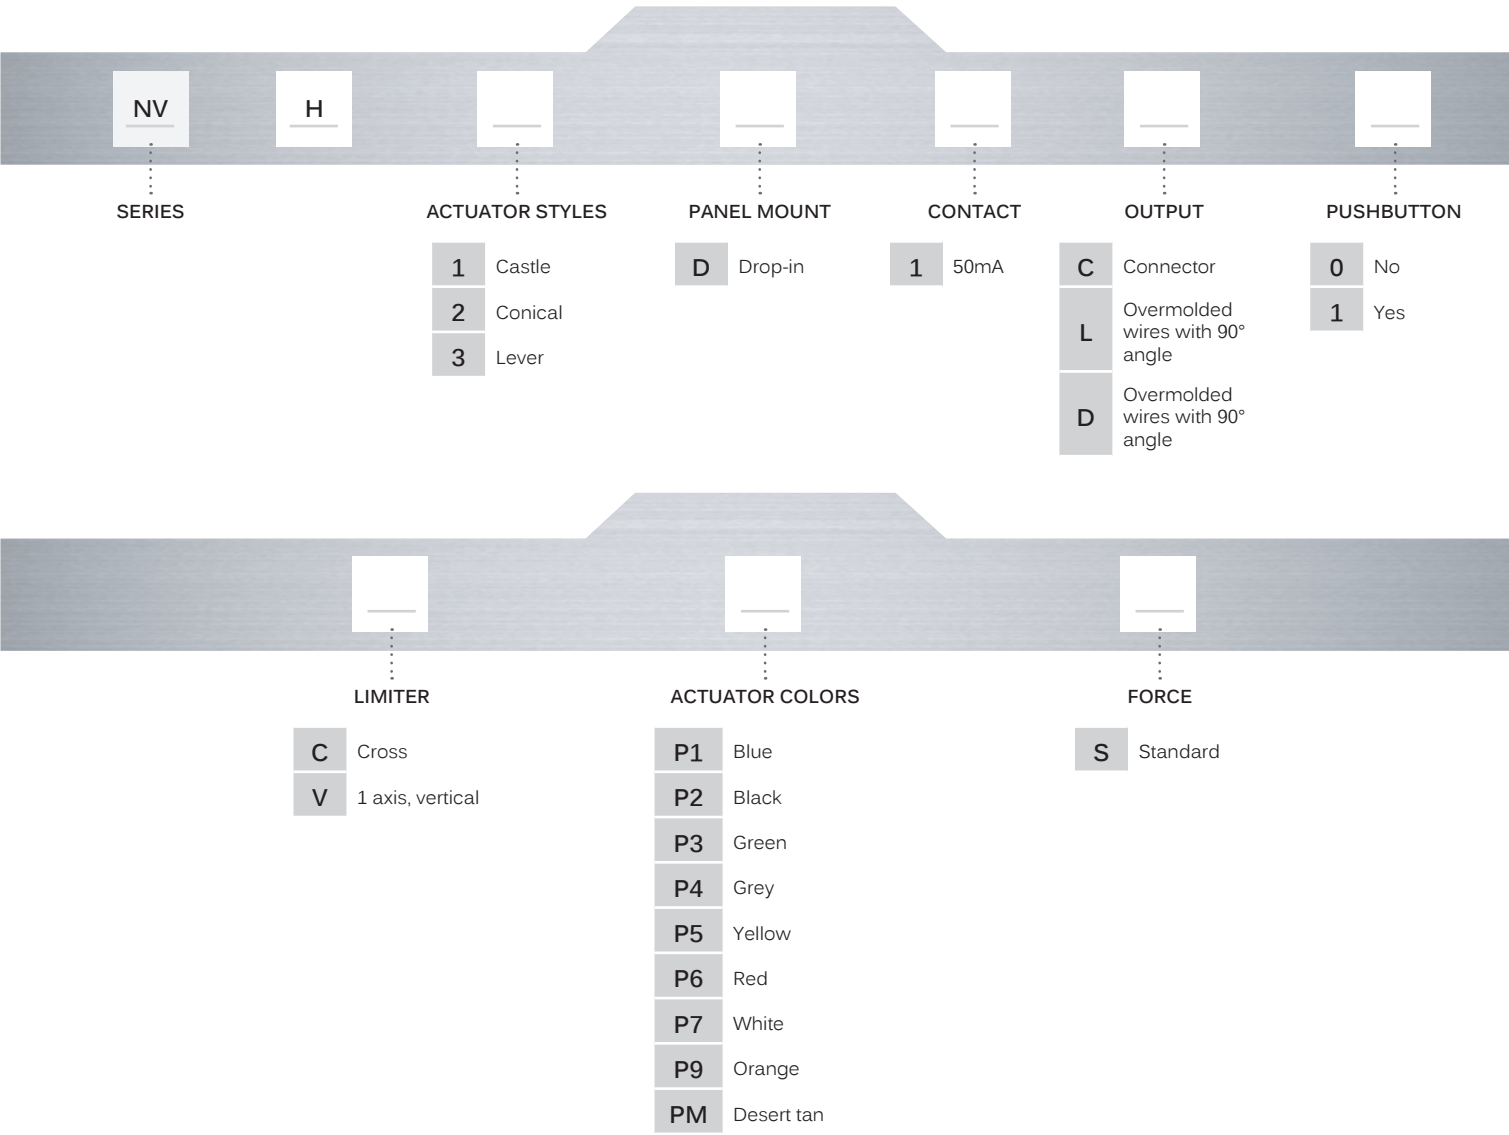 NV H
SERIES
ACTUATOR STYLES
1 Castle
2 Conical
3 Lever
PANEL MOUNT
D Drop-in
CONTACT
1 50mA
OUTPUT
C Connector
L Overmolded
wires with 90°
angle
D Overmolded
wires with 90°
angle
PUSHBUTTON
0 No
1 Yes
LIMITER
C Cross
V 1 axis, vertical
ACTUATOR COLORS
P1 Blue
P2 Black
P3 Green
P4 Grey
P5 Yellow
P6 Red
P7 White
P9 Orange
PM Desert tan
FORCE
S Standard